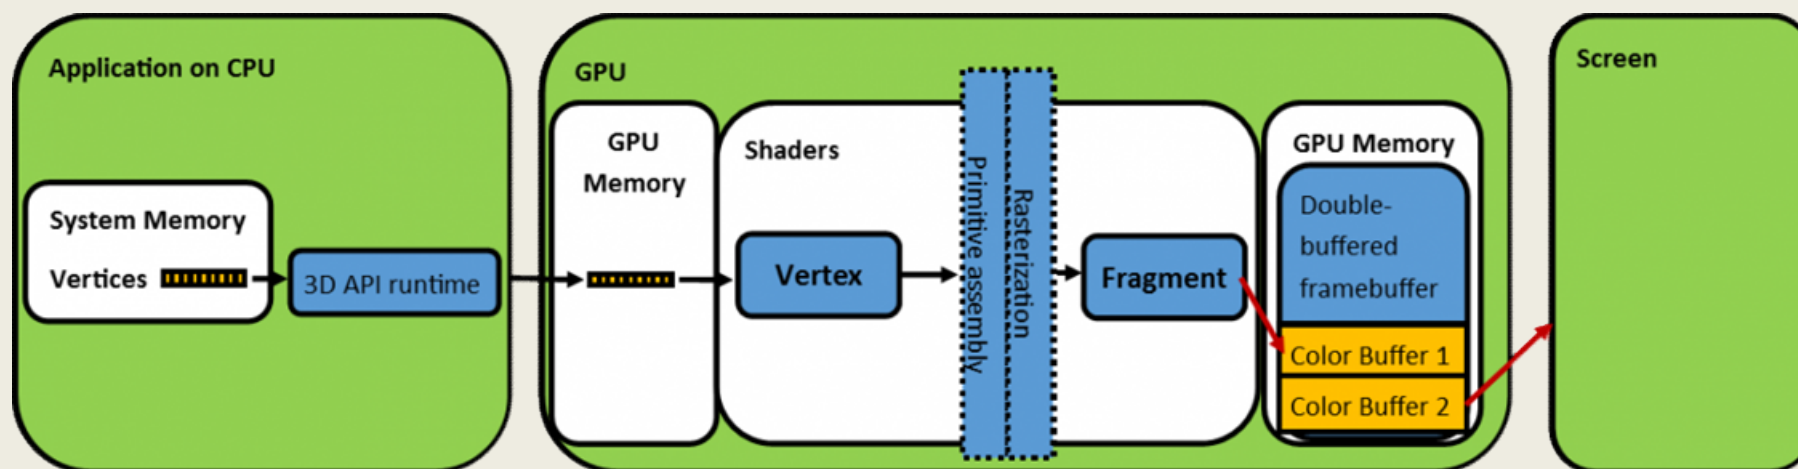 Application on CPU
System Memory
Vertices
3D API runtime
GPU
GPU
Memory
Shaders
Vertex
Primitive assembly
Rasterization
Fragment
GPU Memory
Double-
buffered
framebuffer
Color Buffer 1
Color Buffer 2
Screen